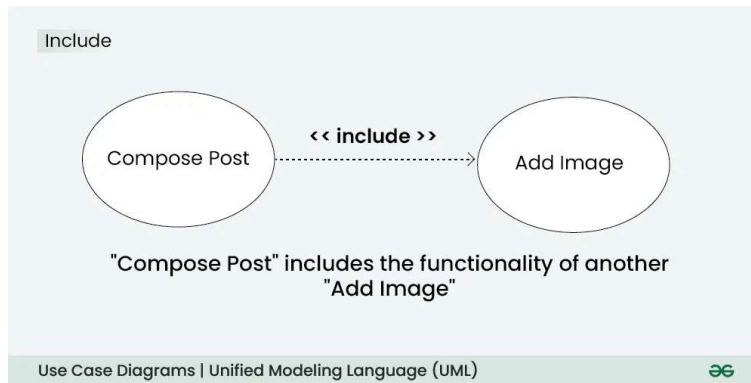 Include
<< include >>
Compose Post
Add Image
"Compose Post" includes the functionality of another
"Add Image"
Use Case Diagrams | Unified Modeling Language (UML)